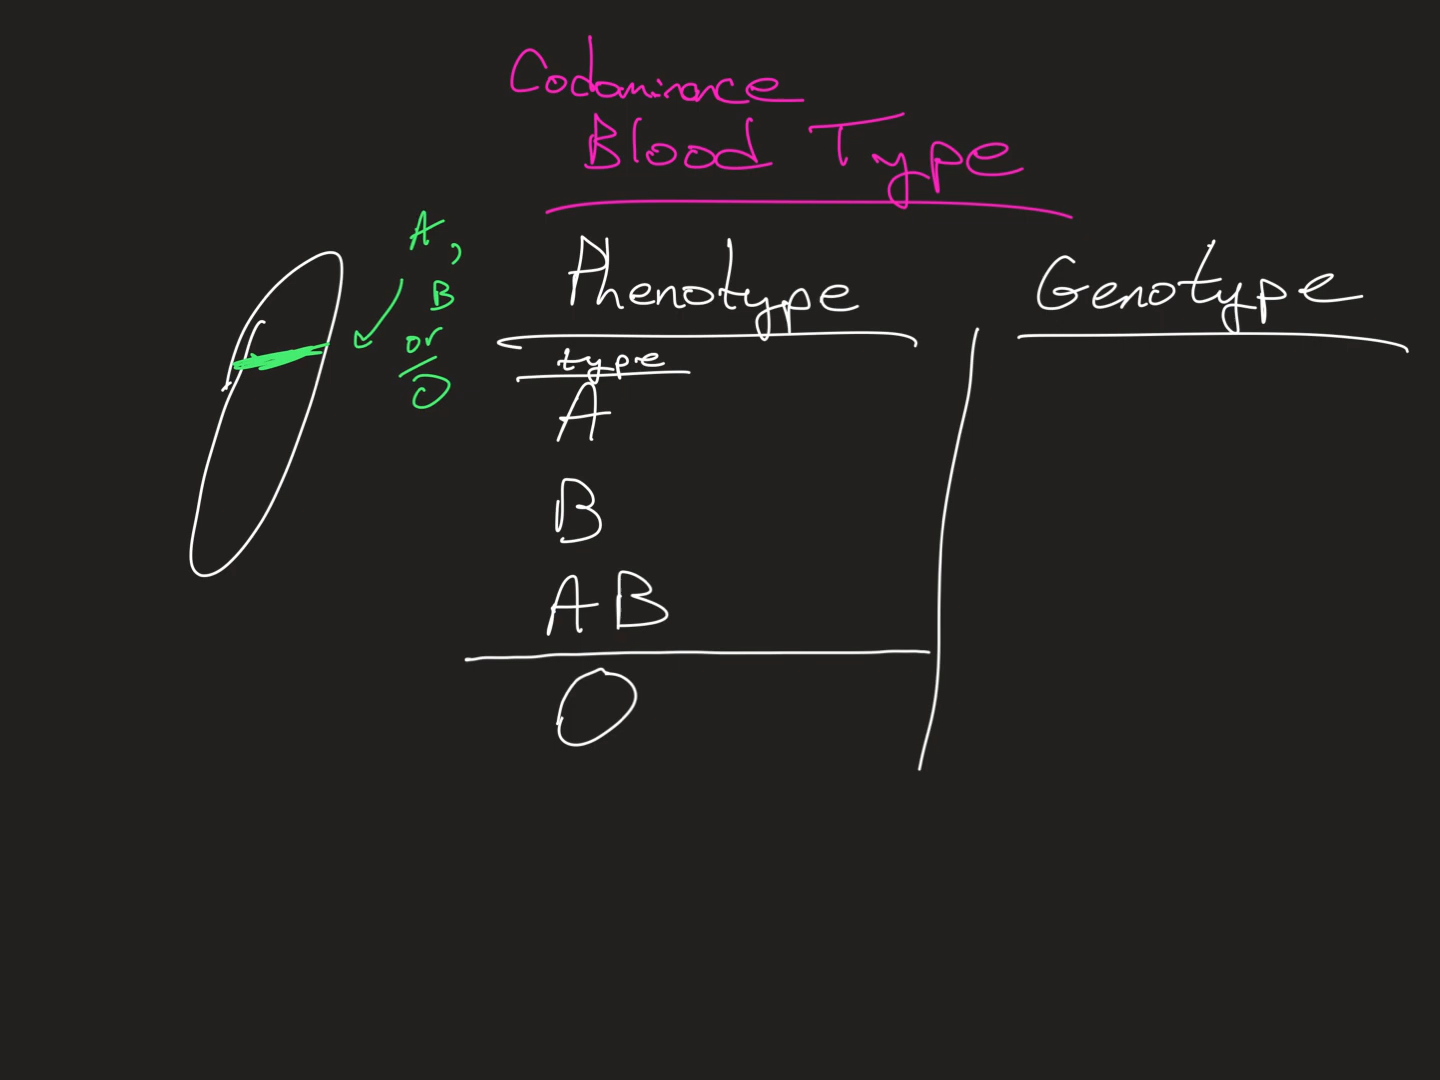 Codominance
Blood Type
A,
B
or
O
Phenotype
Genotype
type
A
B
AB
O